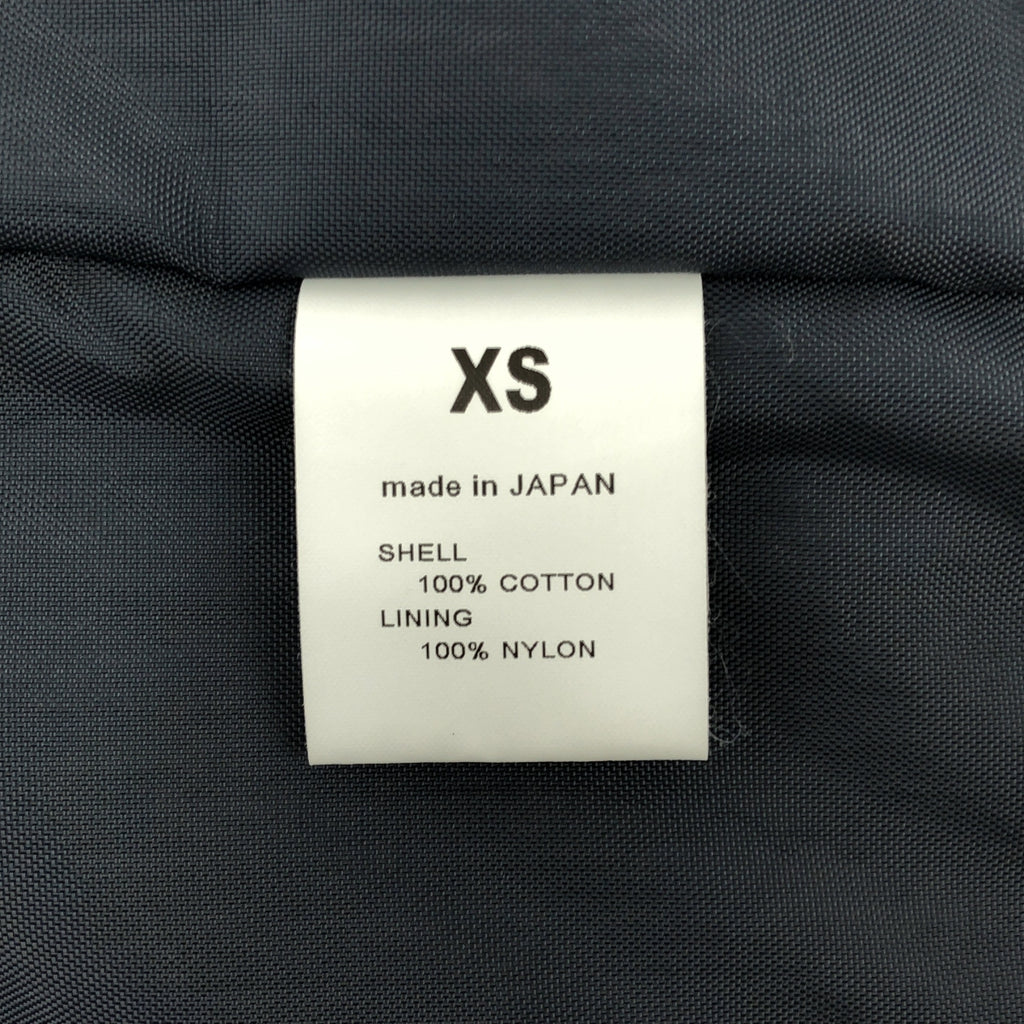 XS
made in JAPAN
SHELL
100% COTTON
LINING
100% NYLON